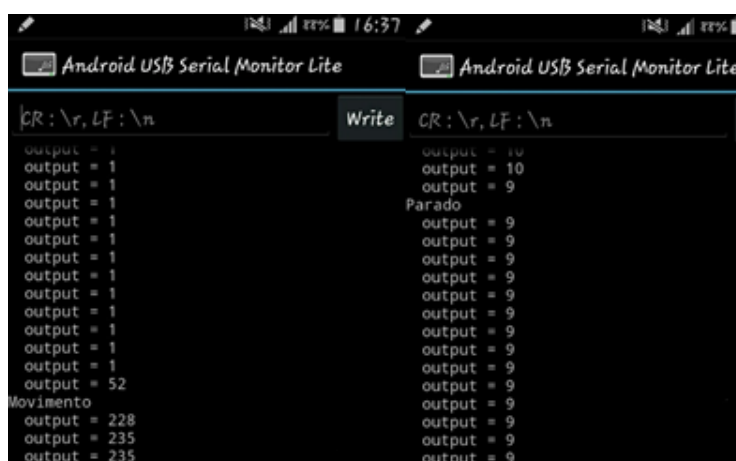 88% 16:37
Android USB Serial Monitor Lite
CR : \r, LF : \n
Write
output = 1
output = 1
output = 1
output = 1
output = 1
output = 1
output = 1
output = 1
output = 1
output = 1
output = 1
output = 1
output = 1
output = 52
Movimento
output = 228
output = 235
output = 235
88%
Android USB Serial Monitor Lite
CR : \r, LF : \n
output = 10
output = 10
output = 9
Parado
output = 9
output = 9
output = 9
output = 9
output = 9
output = 9
output = 9
output = 9
output = 9
output = 9
output = 9
output = 9
output = 9
output = 9